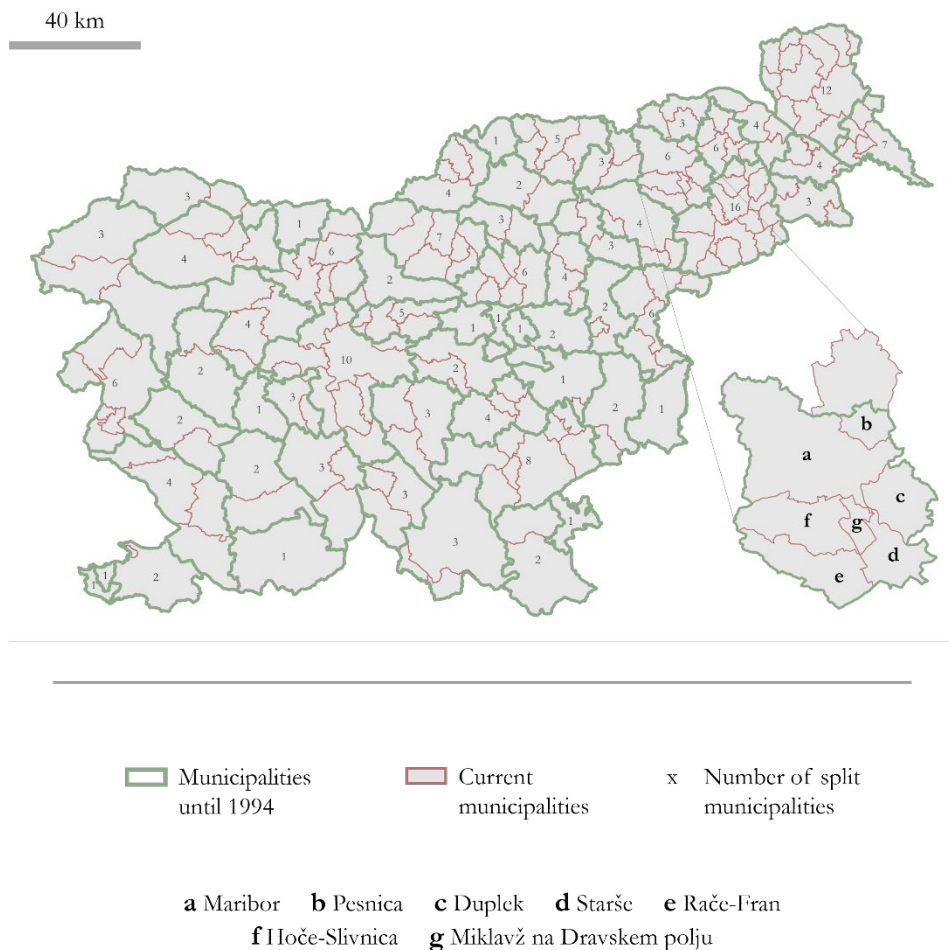 40 km
12
3 4
1 5 6 7
6 3 4
2 4 3
3 16
3 4 1
3 7 3
6 4
6 4 2
2 5 6 1
4 1 1 2
10 2 2 1
6 3 2 1 1
3 4 2 b
a
8 3 2
4 3 c
1 f g
3 1 d 2
1 2 e
1
Municipalities until 1994
Current municipalities
x Number of split municipalities
a Maribor b Pesnica c Duplek d Starše e Rače-Fran
f Hoče-Slivnica g Miklavž na Dravskem polju